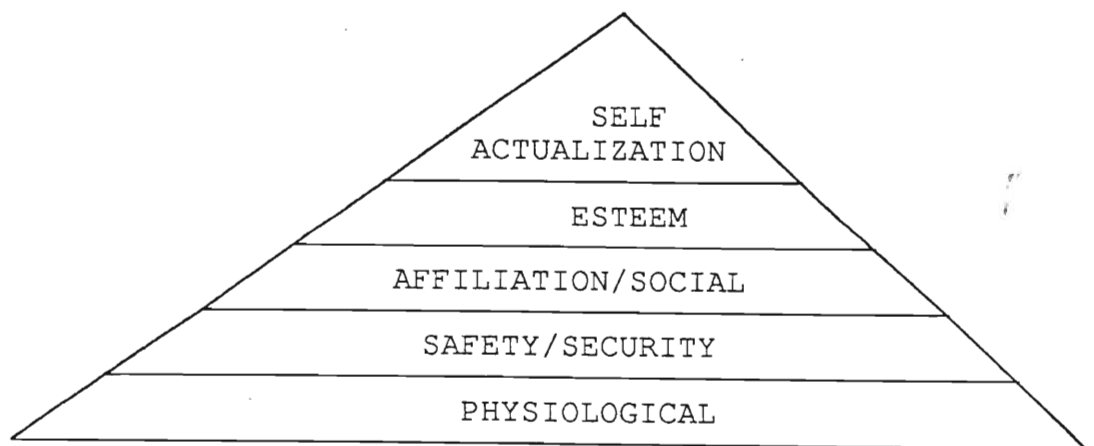 SELF
ACTUALIZATION
ESTEEM
AFFILIATION/SOCIAL
SAFETY/SECURITY
PHYSIOLOGICAL